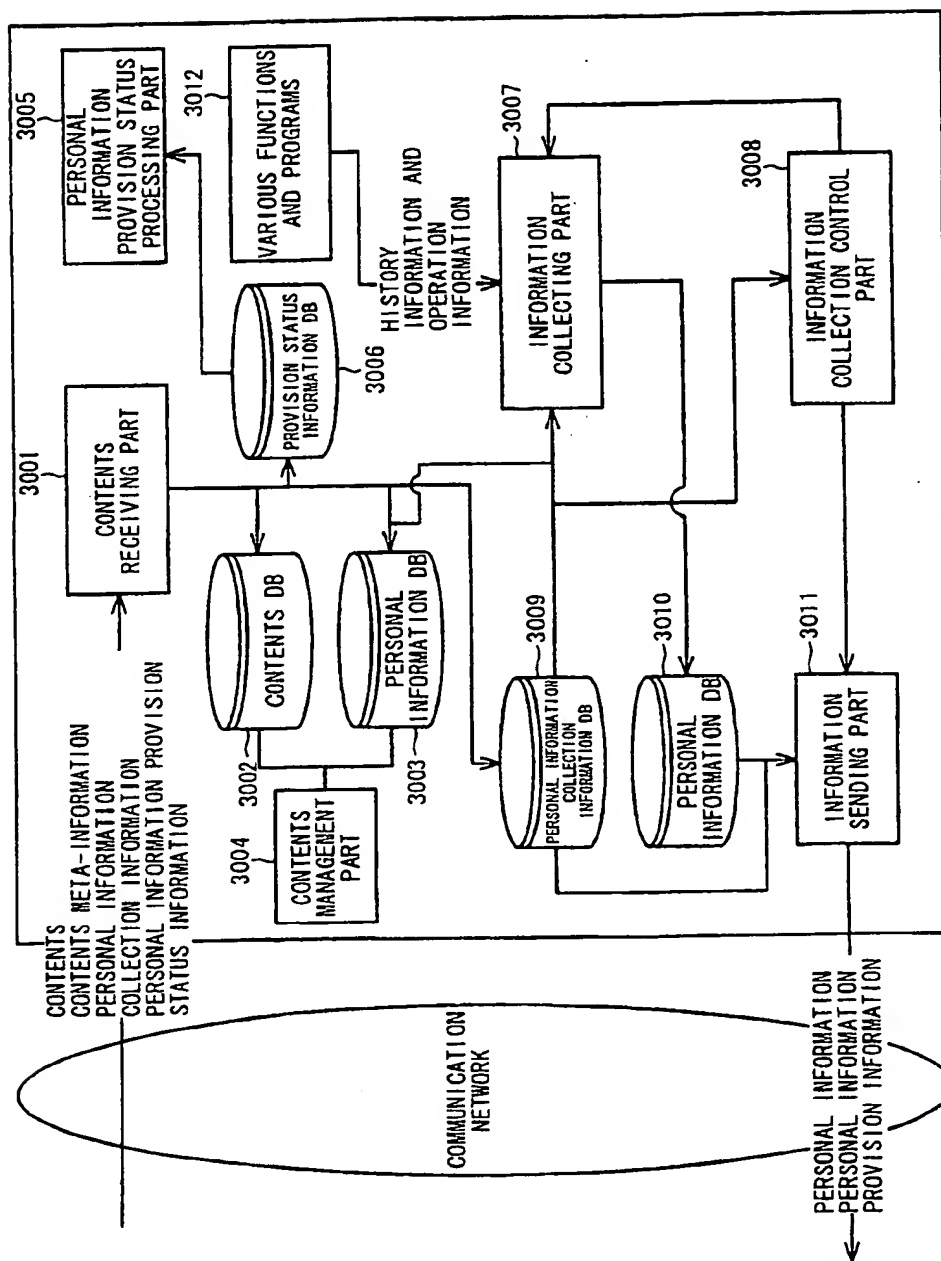 CONTENTS
CONTENTS META-INFORMATION
PERSONAL INFORMATION
COLLECTION INFORMATION
PERSONAL INFORMATION PROVISION
STATUS INFORMATION
3001
CONTENTS
RECEIVING PART
3005
PERSONAL
INFORMATION
PROVISION STATUS
PROCESSING PART
3012
VARIOUS FUNCTIONS
AND PROGRAMS
PROVISION STATUS
INFORMATION DB
3006
CONTENTS DB
3002
PERSONAL
INFORMATION DB
3003
3004
CONTENTS
MANAGEMENT
PART
HISTORY
INFORMATION AND
OPERATION
INFORMATION
3007
INFORMATION
COLLECTING PART
COMMUNICATION
NETWORK
PERSONAL INFORMATION
COLLECTION
INFORMATION DB
3009
PERSONAL
INFORMATION DB
3010
3008
INFORMATION
COLLECTION CONTROL
PART
3011
INFORMATION
SENDING PART
PERSONAL INFORMATION
PERSONAL INFORMATION
PROVISION INFORMATION